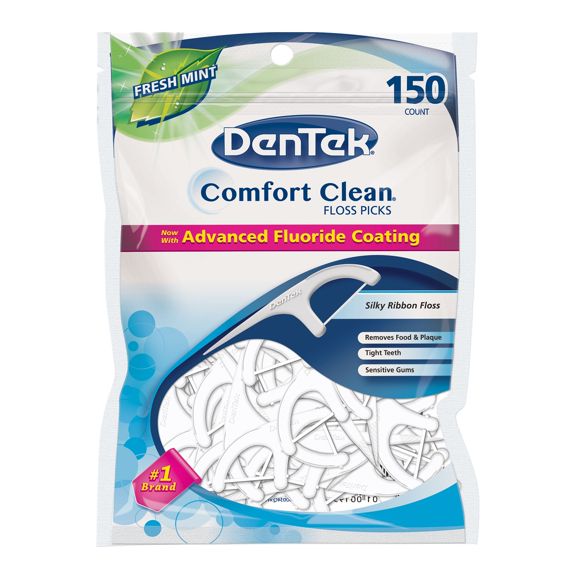 FRESH MINT
150
COUNT
DenTek®
Comfort Clean®
FLOSS PICKS
Now With Advanced Fluoride Coating
DenTek
Silky Ribbon Floss
Removes Food & Plaque
Tight Teeth
Sensitive Gums
DenTek
#1
Brand